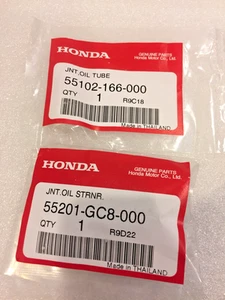 HONDA
GENUINE PARTS
Honda Motor Co., Ltd.
JNT.OIL TUBE
55102-166-000
QTY 1 R9C18
Made in THAILAND
HONDA
GENUINE PARTS
Honda Motor Co., Ltd.
JNT.OIL STRNR.
55201-GC8-000
QTY 1 R9D22
Made in THAILAND